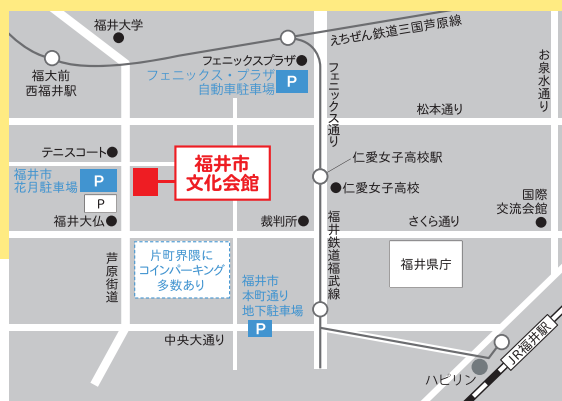 福井大学
えちぜん鉄道三国芦原線
福大前
西福井駅
フェニックスプラザ
フェニックス・プラザ
自動車駐車場
P
フェニックス通り
お泉水通り
松本通り
テニスコート
福井市
花月駐車場
P
P
福井市
文化会館
仁愛女子高校駅
仁愛女子高校
国際
交流会館
福井大仏
裁判所
さくら通り
芦原街道
片町界隈に
コインパーキング
多数あり
福井市
本町通り
地下駐車場
P
福井鉄道福武線
福井県庁
中央大通り
JR福井駅
ハピリン